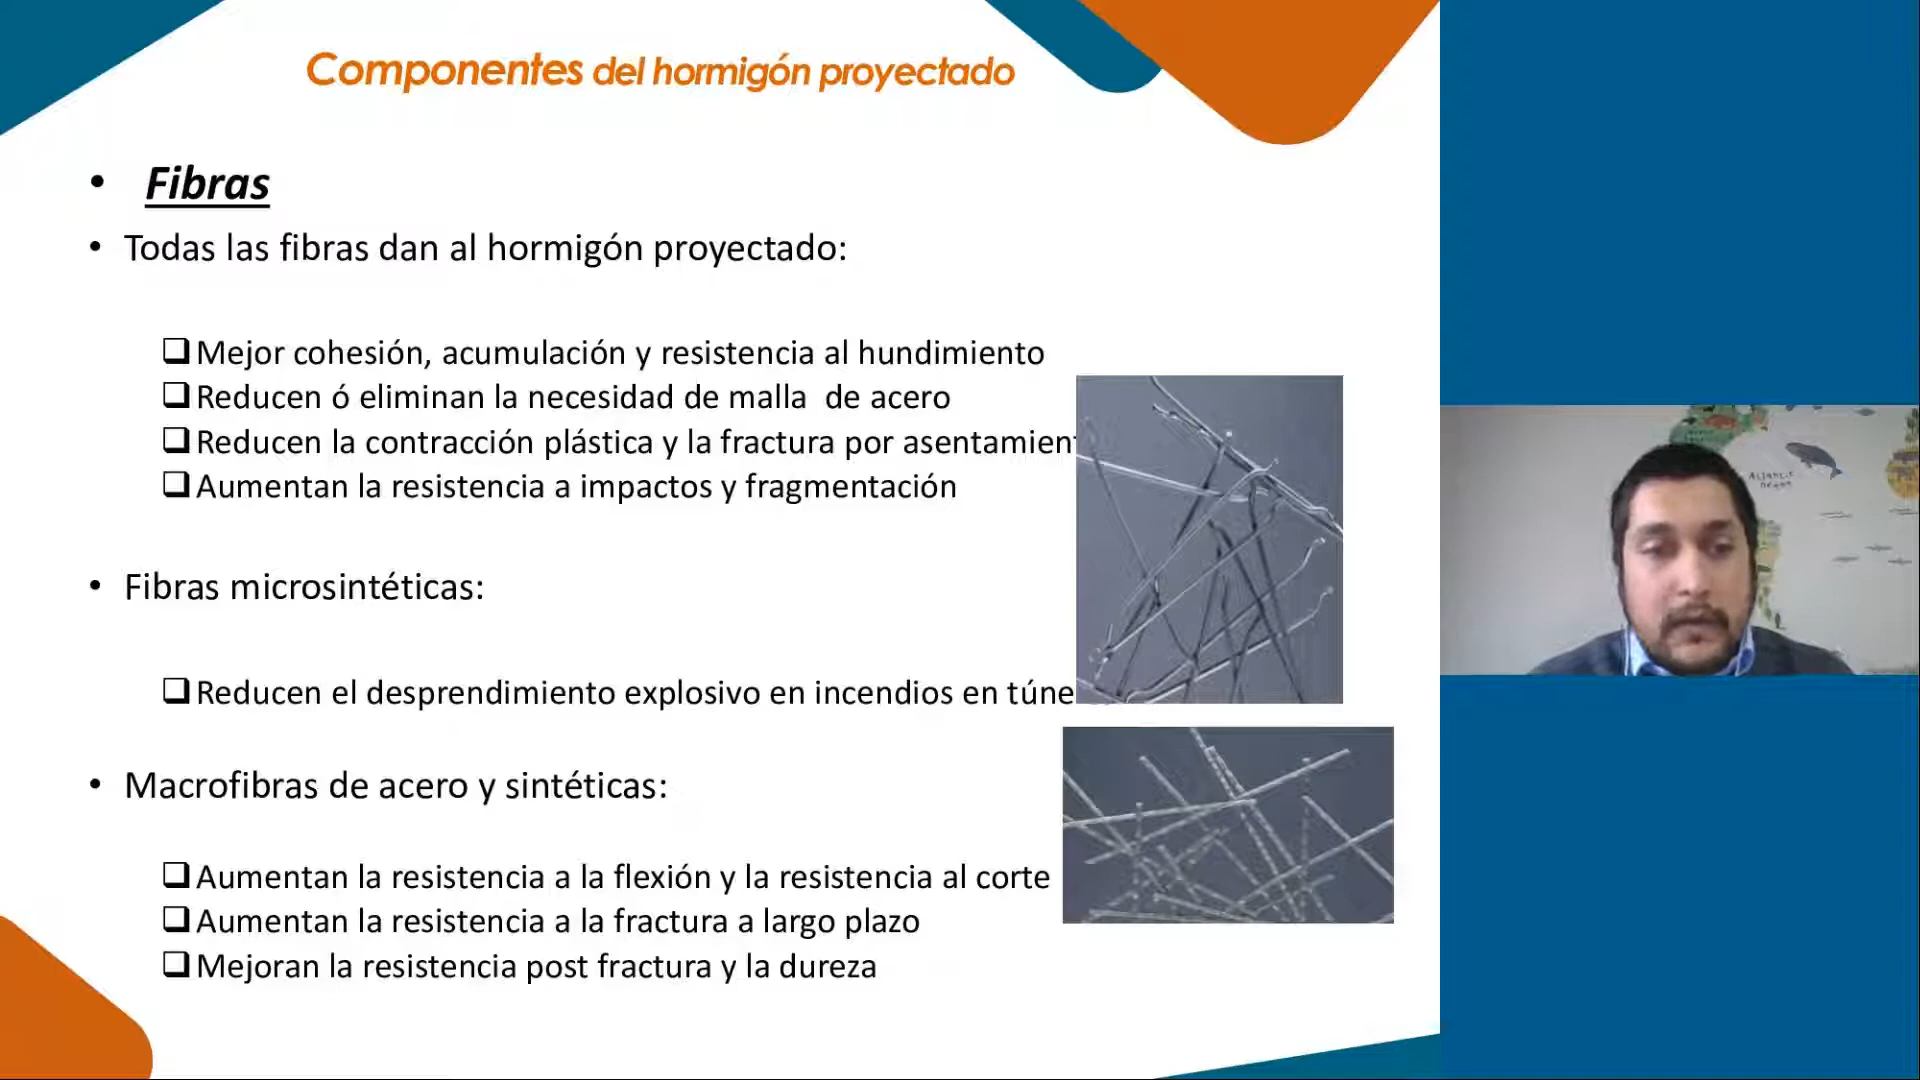 Componentes del hormigón proyectado
• Fibras
• Todas las fibras dan al hormigón proyectado:
❑ Mejor cohesión, acumulación y resistencia al hundimiento
❑ Reducen ó eliminan la necesidad de malla  de acero
❑ Reducen la contracción plástica y la fractura por asentamien
❑ Aumentan la resistencia a impactos y fragmentación
• Fibras microsintéticas:
❑ Reducen el desprendimiento explosivo en incendios en túne
• Macrofibras de acero y sintéticas:
❑ Aumentan la resistencia a la flexión y la resistencia al corte
❑ Aumentan la resistencia a la fractura a largo plazo
❑ Mejoran la resistencia post fractura y la dureza